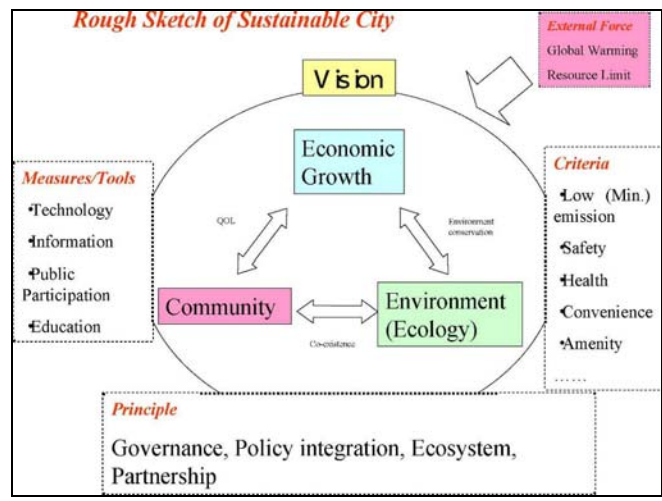 Rough Sketch of Sustainable City
External Force
Global Warming
Resource Limit
Vision
Economic
Growth
Measures/Tools
•Technology
•Information
•Public
Participation
•Education
Criteria
•Low (Min.)
emission
•Safety
•Health
•Convenience
•Amenity
……
QOL
Environment
conservation
Community
Environment
(Ecology)
Co-existence
Principle
Governance, Policy integration, Ecosystem,
Partnership